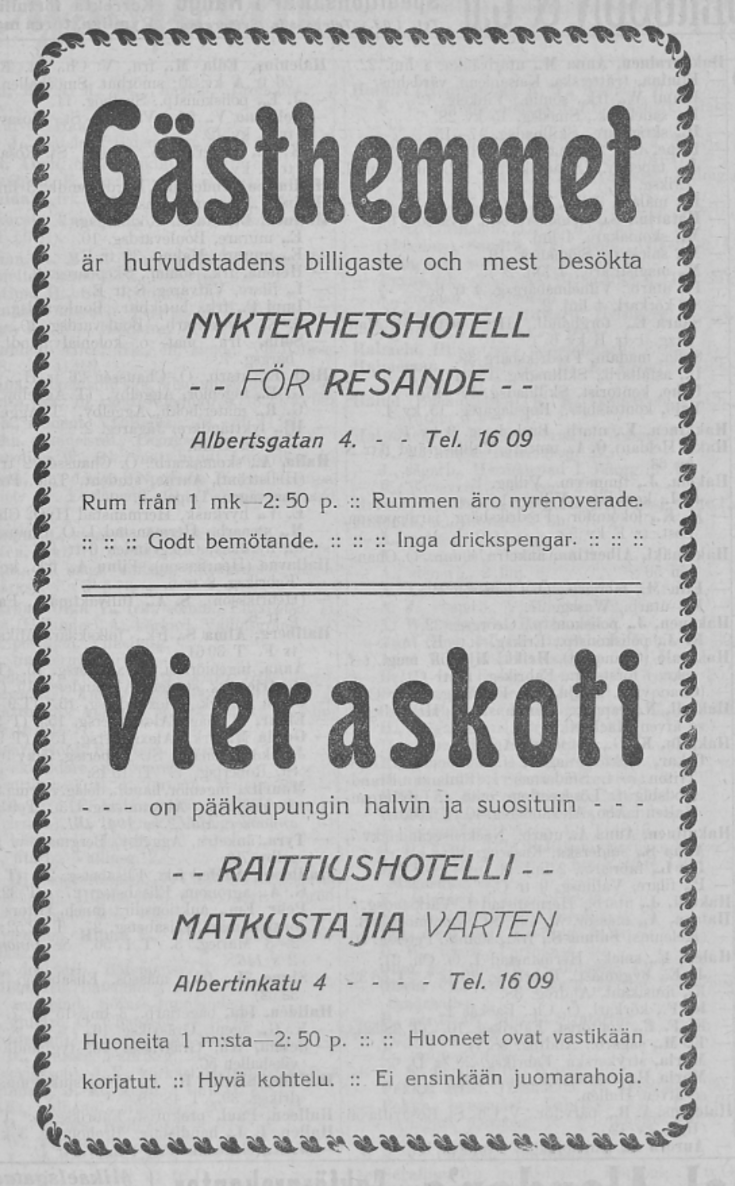 Gästhemmet
är hufvudstadens billigaste och mest besökta
NYKTERHETSHOTELL
- - FÖR RESANDE - -
Albertsgatan 4. - - Tel. 16 09
Rum från 1 mk—2: 50 p. :: Rummen äro nyrenoverade.
:: :: :: Godt bemötande. :: :: :: Inga drickspengar. :: :: ::
Vieraskoti
- - - on pääkaupungin halvin ja suosituin - - -
- - RAITTIUSHOTELLI - -
MATKUSTAJIA VARTEN
Albertinkatu 4 - - - - Tel. 16 09
Huoneita 1 m:sta—2: 50 p. :: :: Huoneet ovat vastikään
korjatut. :: Hyvä kohtelu. :: Ei ensinkään juomarahoja.